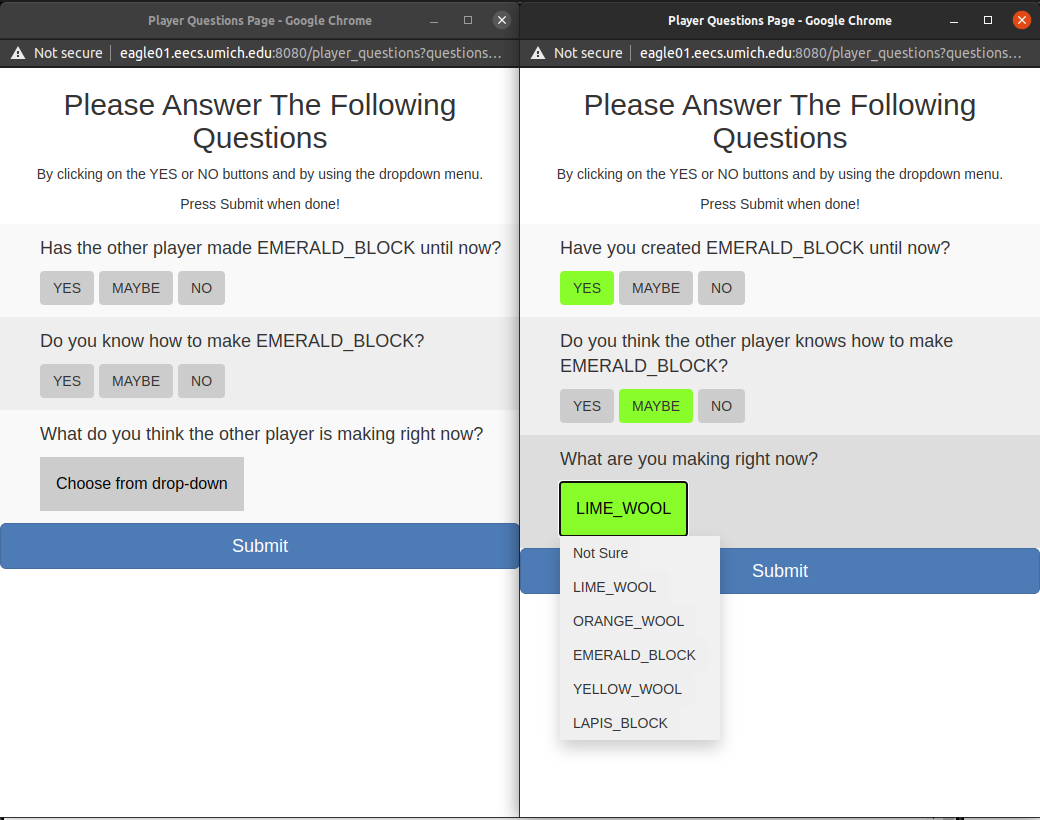 Player Questions Page - Google Chrome
Not secure eagle01.eecs.umich.edu:8080/player_questions?questions...
Please Answer The Following
Questions
By clicking on the YES or NO buttons and by using the dropdown menu.
Press Submit when done!
Has the other player made EMERALD_BLOCK until now?
YES MAYBE NO
Do you know how to make EMERALD_BLOCK?
YES MAYBE NO
What do you think the other player is making right now?
Choose from drop-down
Submit
Player Questions Page - Google Chrome
Not secure eagle01.eecs.umich.edu:8080/player_questions?questions...
Please Answer The Following
Questions
By clicking on the YES or NO buttons and by using the dropdown menu.
Press Submit when done!
Have you created EMERALD_BLOCK until now?
YES MAYBE NO
Do you think the other player knows how to make
EMERALD_BLOCK?
YES MAYBE NO
What are you making right now?
LIME_WOOL
Not Sure
Submit
LIME_WOOL
ORANGE_WOOL
EMERALD_BLOCK
YELLOW_WOOL
LAPIS_BLOCK